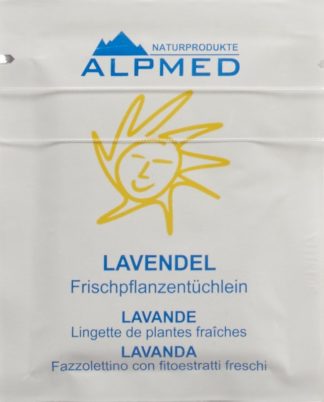 NATURPRODUKTE
ALPMED
LAVENDEL
Frischpflanzentüchlein
LAVANDE
Lingette de plantes fraîches
LAVANDA
Fazzolettino con fitoestratti freschi